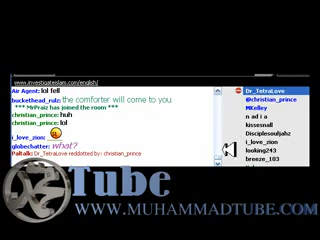 www.investigateislam.com/english/
Air Agent: lol fell
buckethead_rulz: the comforter will come to you
*** MrPraiz has joined the room ***
christian_prince: huh
christian_prince: lol
i_love_zion:
globechatter: what?
Paltalk: Dr_TetraLove reddotted by: christian_prince
Dr_TetraLove
@christian_prince
MKelley
n ad i a
kissesnall
Disciplesouljahz
i_love_zion
looking243
breeze_103
Tube
WWW.MUHAMMADTUBE.COM